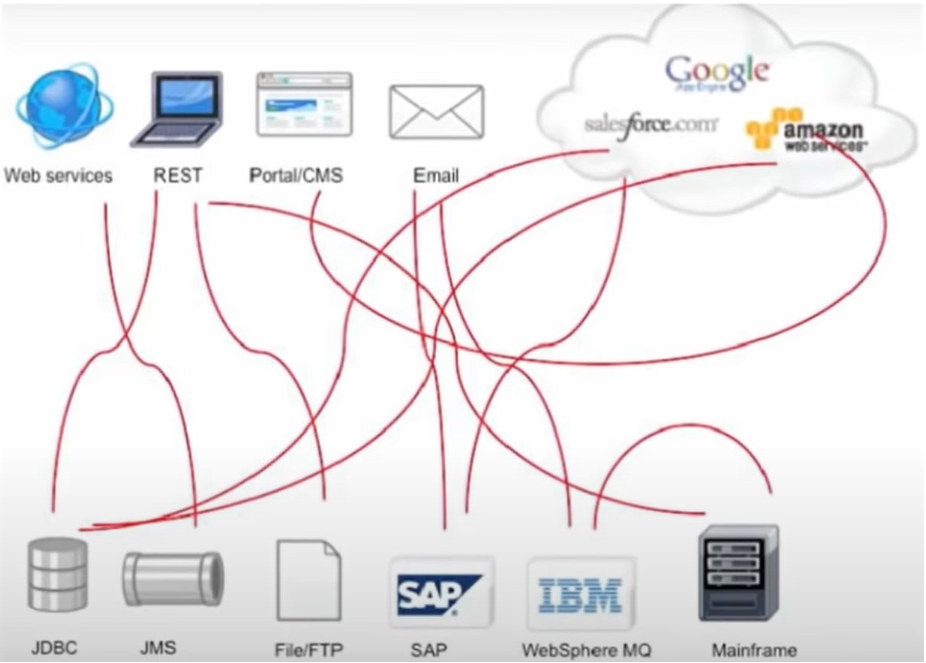 Google
App Engine
salesforce.com
amazon
web services
Web services
REST
Portal/CMS
Email
SAP
IBM
JDBC
JMS
File/FTP
SAP
WebSphere MQ
Mainframe